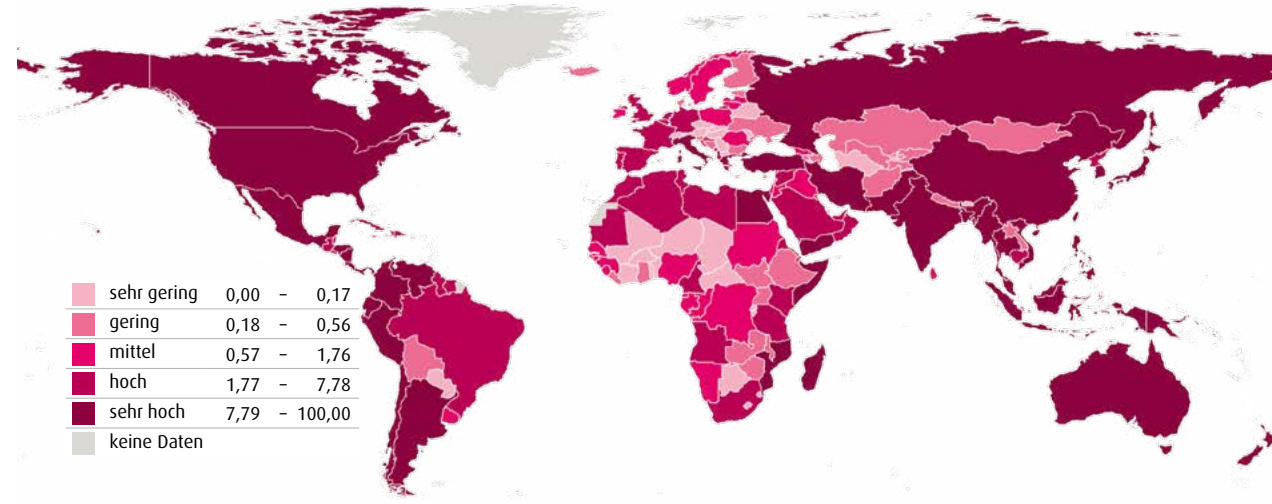 sehr gering 0,00 – 0,17
gering 0,18 – 0,56
mittel 0,57 – 1,76
hoch 1,77 – 7,78
sehr hoch 7,79 – 100,00
keine Daten